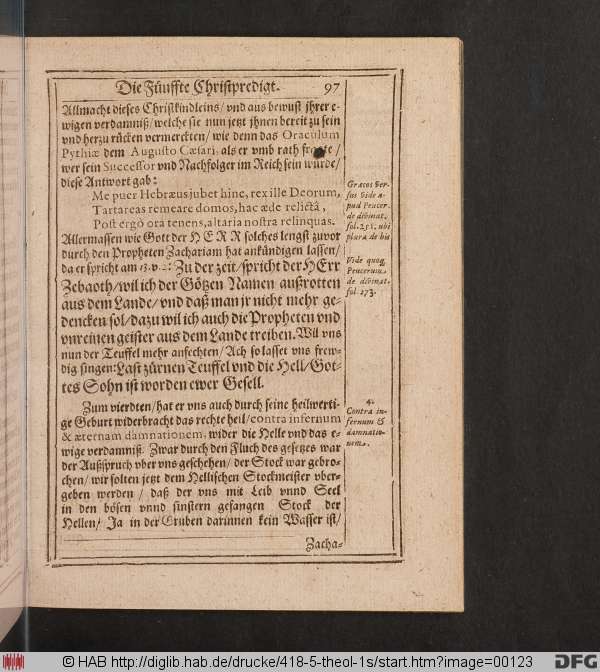 Die Fünffte Christpredigt. 97
Allmacht dieses Christkindleins/ vnd aus bewust jhrer e-
wigen verdamniß/ welche sie nun jetzt jhnen bereit zu sein
vnd herzu rücken vermerckten/ wie denn das Oraculum
Pythiæ dem Augusto Cæsari als er vmb rath fragte/
wer sein Successor vnd Nachfolger im Reich sein würde/
diese Antwort gab:
Me puer Hebræus jubet hinc, rex ille Deorum,
Tartareas remeare domos, hac æde relictâ,
Post ergò ora tenens, altaria nostra relinquas.
Allermassen wie Gott der HERR solches lengst zuvor
durch den Propheten Zachariam hat ankündigen lassen/
da er spricht am 13. v. 2: Zu der zeit/ spricht der HErr
Zebaoth/ wil ich der Götzen Namen außrotten
aus dem Lande/ vnd daß man jr nicht mehr ge-
dencken sol/ dazu wil ich auch die Propheten vnd
vnreinen geister aus dem Lande treiben. Wil vns
nun der Teuffel mehr anfechten/ Ach so lasset vns frew-
dig singen: Last zürnen Teuffel vnd die Hell/ Got-
tes Sohn ist worden ewer Gesell.
Zum vierdten/ hat er vns auch durch seine heilwerti-
ge Geburt widerbracht das rechte heil/ contra infernum
& æternam damnationem, wider die Helle vnd das e-
wige verdamniß. Zwar durch den Fluch des gesetzes war
der Außspruch vber vns geschehen/ der Stock war gebro-
chen/ wir solten jetzt dem Hellischen Stockmeister vber-
geben werden/ daß der vns mit Leib vnnd Seel
in den bösen vnnd finstern gefangen Stock der
Hellen/ Ja in der Gruben darinnen kein Wasser ist/
Zacha-
Græcos ver-
sus vide a-
pud Peucer.
de divinat.
fol. 251. ubi
plura de his
Vide quoq;
Peucerum,
de divinat.
fol. 273.
4.
Contra in-
fernum &
damnatio-
nem.
© HAB http://diglib.hab.de/drucke/418-5-theol-1s/start.htm?image=00123
DFG